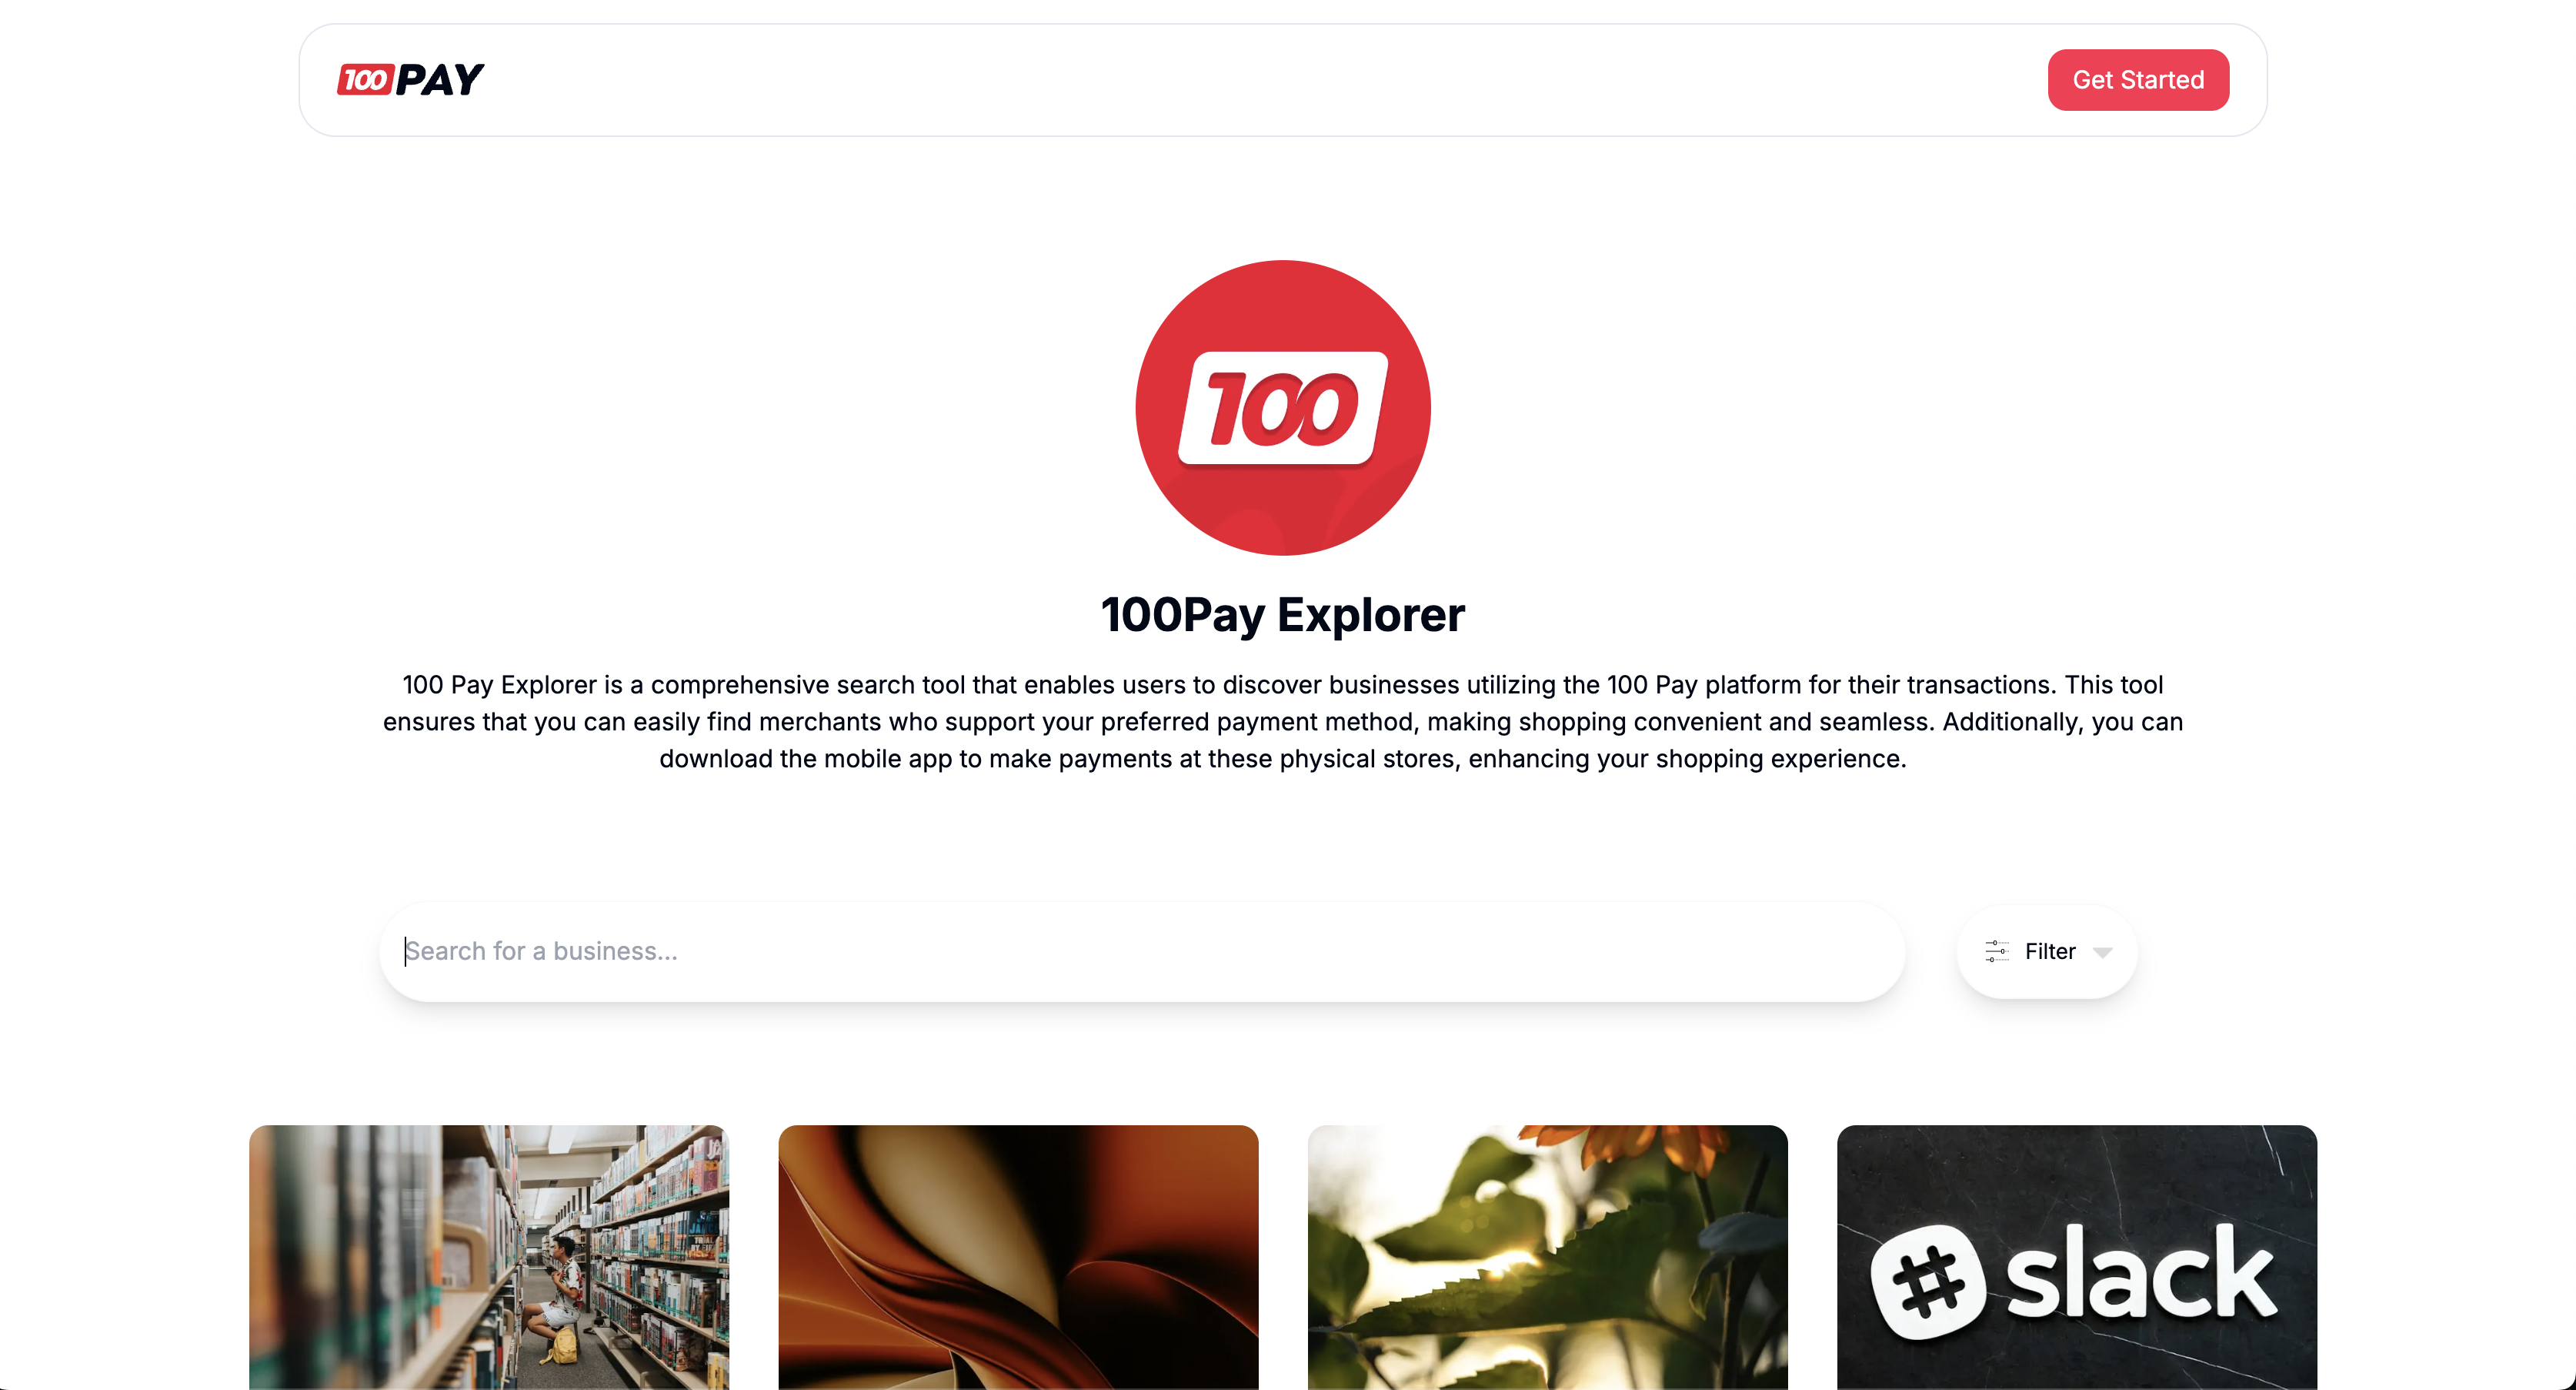 100PAY
Get Started
100
100Pay Explorer
100 Pay Explorer is a comprehensive search tool that enables users to discover businesses utilizing the 100 Pay platform for their transactions. This tool
ensures that you can easily find merchants who support your preferred payment method, making shopping convenient and seamless. Additionally, you can
download the mobile app to make payments at these physical stores, enhancing your shopping experience.
Search for a business...
Filter
slack